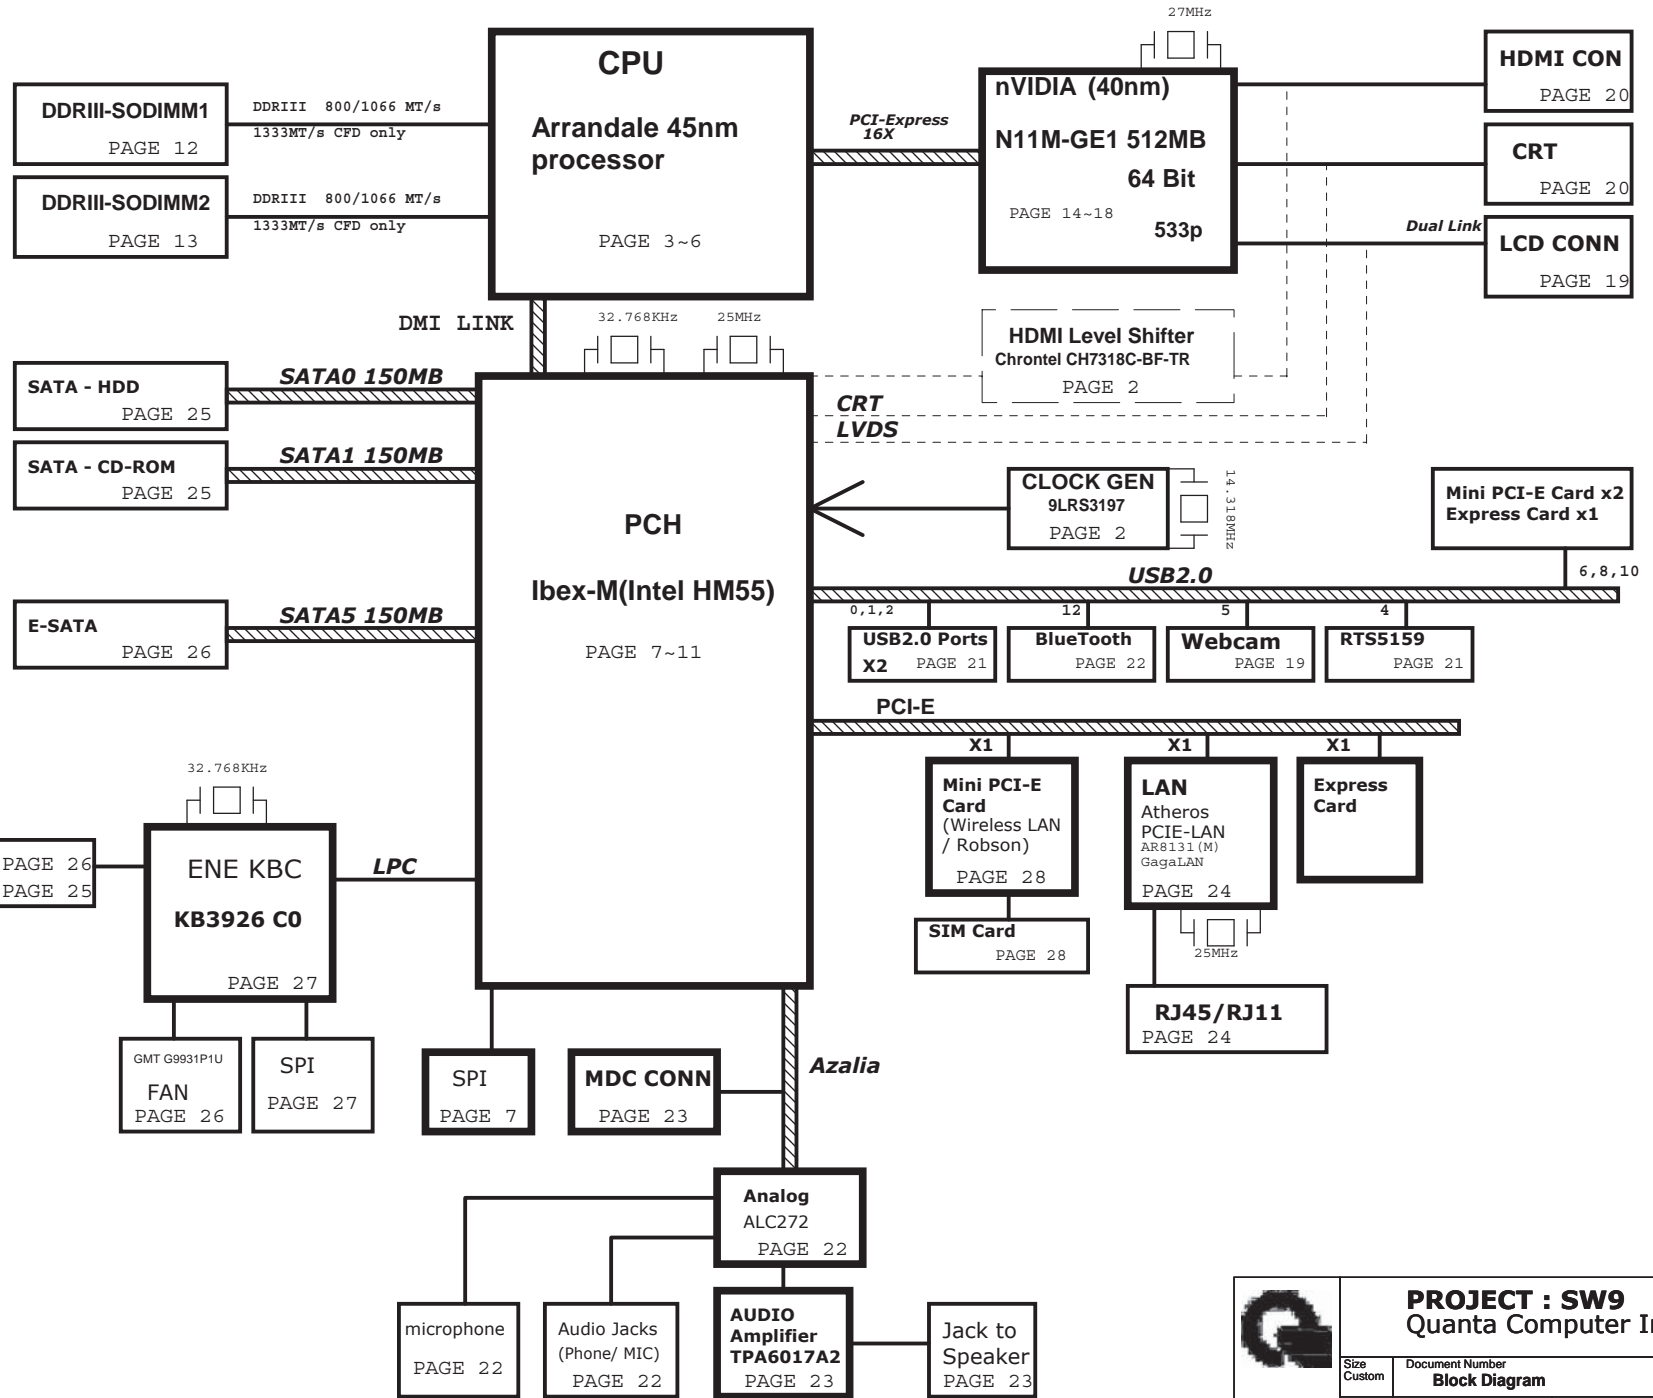 27MHz
CPU
Arrandale 45nm
processor
PAGE 3~6
DDRIII-SODIMM1
PAGE 12
DDRIII 800/1066 MT/s
1333MT/s CFD only
DDRIII-SODIMM2
PAGE 13
DDRIII 800/1066 MT/s
1333MT/s CFD only
PCI-Express
16X
nVIDIA (40nm)
N11M-GE1 512MB
64 Bit
PAGE 14~18
533p
HDMI CON
PAGE 20
CRT
PAGE 20
Dual Link
LCD CONN
PAGE 19
DMI LINK
32.768KHz
25MHz
HDMI Level Shifter
Chrontel CH7318C-BF-TR
PAGE 2
CRT
LVDS
SATA - HDD
PAGE 25
SATA0 150MB
SATA - CD-ROM
PAGE 25
SATA1 150MB
E-SATA
PAGE 26
SATA5 150MB
PCH
Ibex-M(Intel HM55)
PAGE 7~11
CLOCK GEN
9LRS3197
PAGE 2
14.318MHz
Mini PCI-E Card x2
Express Card x1
6,8,10
USB2.0
0,1,2
12
5
4
USB2.0 Ports
X2 PAGE 21
BlueTooth
PAGE 22
Webcam
PAGE 19
RTS5159
PAGE 21
PCI-E
X1
X1
X1
Mini PCI-E
Card
(Wireless LAN
/ Robson)
PAGE 28
SIM Card
PAGE 28
LAN
Atheros
PCIE-LAN
AR8131(M)
GagaLAN
PAGE 24
25MHz
RJ45/RJ11
PAGE 24
Express
Card
32.768KHz
PAGE 26
PAGE 25
ENE KBC
KB3926 C0
PAGE 27
LPC
GMT G9931P1U
FAN
PAGE 26
SPI
PAGE 27
SPI
PAGE 7
MDC CONN
PAGE 23
Azalia
Analog
ALC272
PAGE 22
microphone
PAGE 22
Audio Jacks
(Phone/ MIC)
PAGE 22
AUDIO
Amplifier
TPA6017A2
PAGE 23
Jack to
Speaker
PAGE 23
PROJECT : SW9
Quanta Computer
Size
Custom
Document Number
Block Diagram